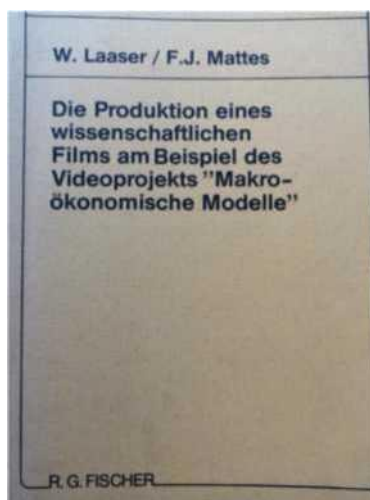 W. Laaser / F.J. Mattes
Die Produktion eines
wissenschaftlichen
Films am Beispiel des
Videoprojekts "Makro-
ökonomische Modelle"
R. G. FISCHER